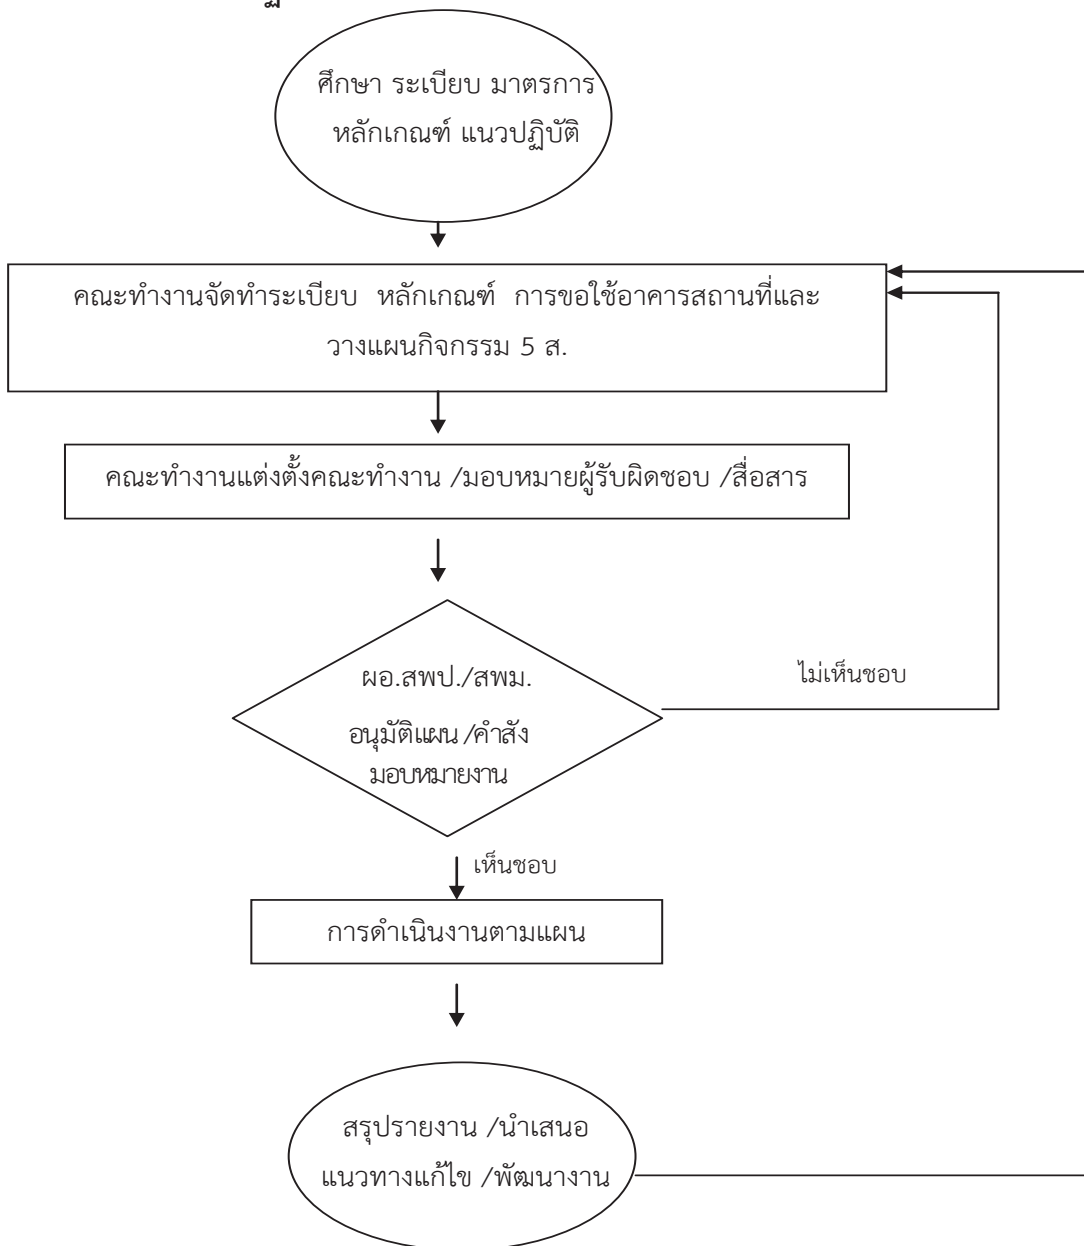 ศึกษา ระเบียบ มาตรการ
หลักเกณฑ์ แนวปฏิบัติ
คณะทำงานจัดทำระเบียบ หลักเกณฑ์ การขอใช้อาคารสถานที่และ
วางแผนกิจกรรม 5 ส.
คณะทำงานแต่งตั้งคณะทำงาน /มอบหมายผู้รับผิดชอบ /สื่อสาร
ผอ.สพป./สพม.
อนุมัติแผน /คำสัง
มอบหมายงาน
ไม่เห็นชอบ
เห็นชอบ
การดำเนินงานตามแผน
สรุปรายงาน /นำเสนอ
แนวทางแก้ไข /พัฒนางาน